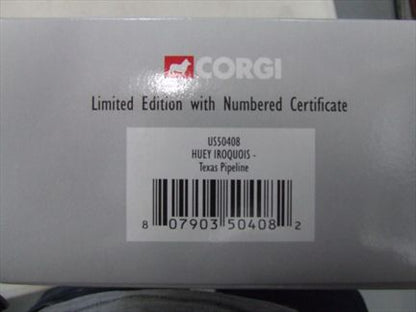 CORGI
Limited Edition with Numbered Certificate
US50408
HUEY IROQUOIS -
Texas Pipeline
8 07903 50408 2